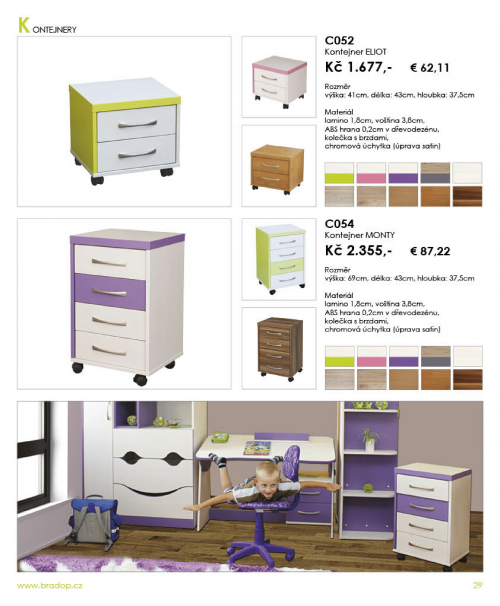 KONTEJNERY
C052
Kontejner ELIOT
Kč 1.677,- € 62,11
Rozměr
výška: 41cm, délka: 43cm, hloubka: 37,5cm
Materiál
lamino 1,8cm, voština 3,8cm,
ABS hrana 0,2cm v dřevodezénu,
kolečka s brzdami,
chromová úchytka (úprava satin)
C054
Kontejner MONTY
Kč 2.355,- € 87,22
Rozměr
výška: 69cm, délka: 43cm, hloubka: 37,5cm
Materiál
lamino 1,8cm, voština 3,8cm,
ABS hrana 0,2cm v dřevodezénu,
kolečka s brzdami,
chromová úchytka (úprava satin)
www.bradop.cz
29